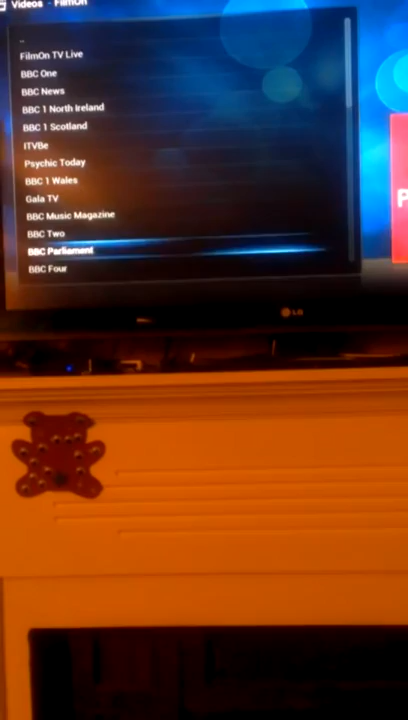 Videos - FilmOn
..
FilmOn TV Live
BBC One
BBC News
BBC 1 North Ireland
BBC 1 Scotland
ITVBe
Psychic Today
BBC 1 Wales
Gala TV
BBC Music Magazine
BBC Two
BBC Parliament
BBC Four
P
LG